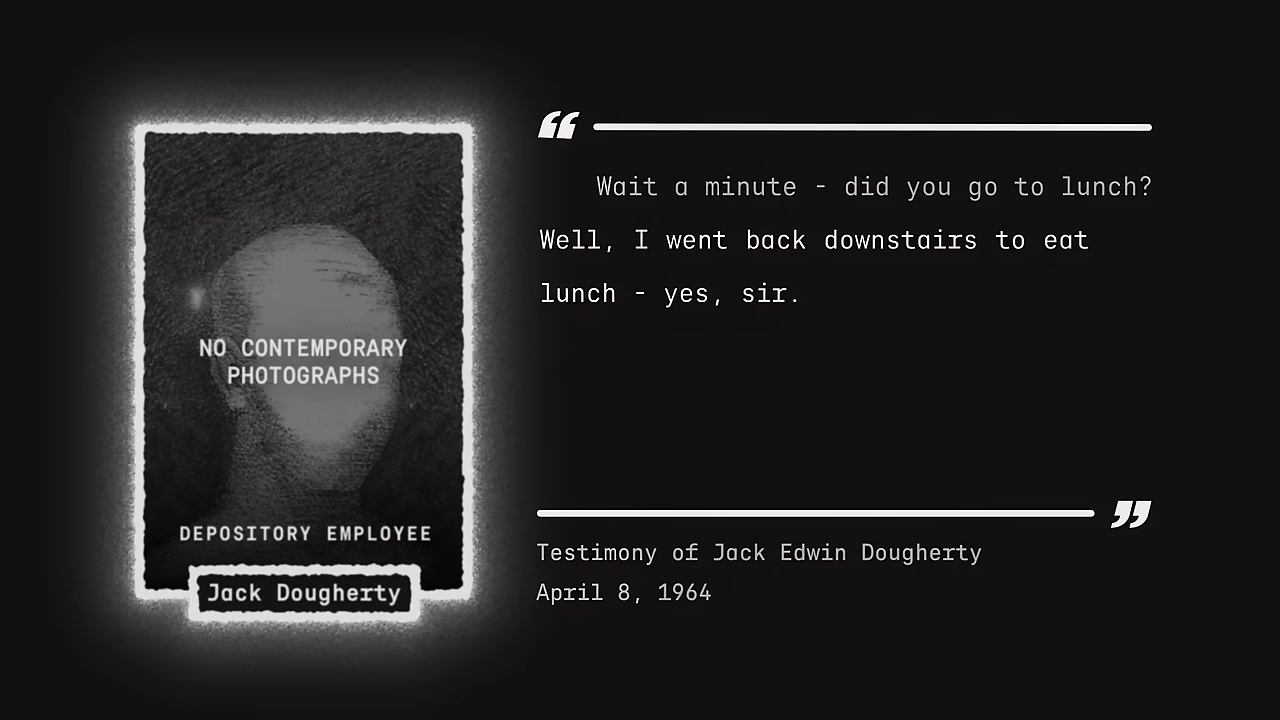 NO CONTEMPORARY
PHOTOGRAPHS
DEPOSITORY EMPLOYEE
Jack Dougherty
“
Wait a minute - did you go to lunch?
Well, I went back downstairs to eat
lunch - yes, sir.
”
Testimony of Jack Edwin Dougherty
April 8, 1964